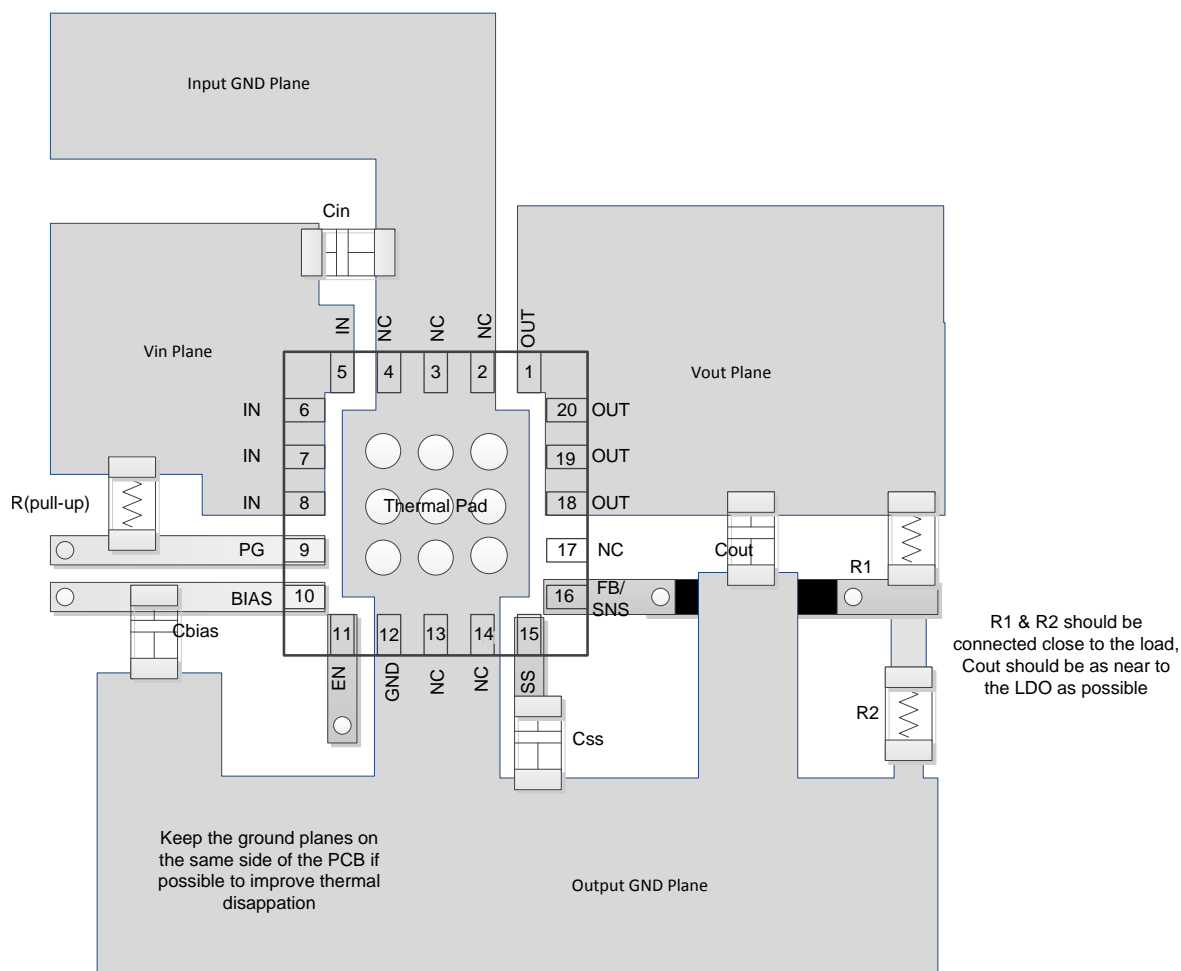 Input GND Plane
Cin
IN
NC
NC
NC
OUT
Vin Plane
Vout Plane
5
4
3
2
1
IN
6
20
OUT
IN
7
19
OUT
R(pull-up)
IN
8
Thermal Pad
18
OUT
PG
9
17
NC
Cout
R1
BIAS
10
16
FB/
SNS
Cbias
11
12
13
14
15
EN
GND
NC
NC
SS
R1 & R2 should be
connected close to the load,
Cout should be as near to
the LDO as possible
R2
Css
Keep the ground planes on
the same side of the PCB if
possible to improve thermal
disappation
Output GND Plane